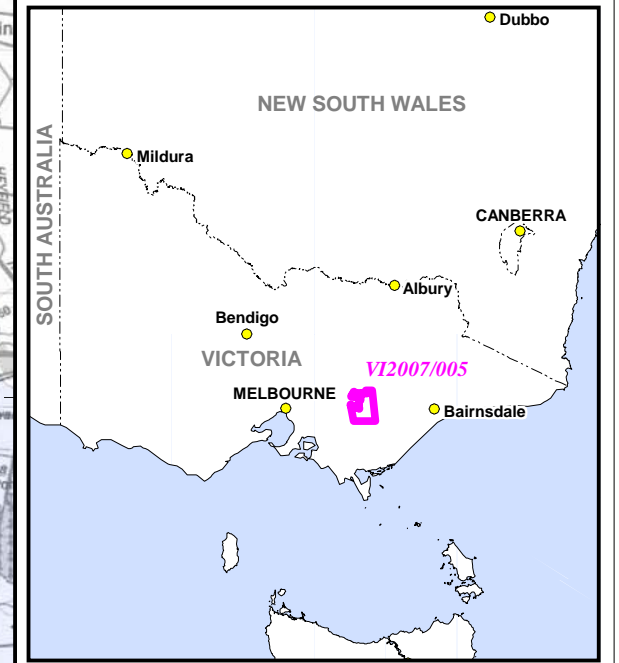 Dubbo
NEW SOUTH WALES
SOUTH AUSTRALIA
Mildura
CANBERRA
Albury
Bendigo
VICTORIA
VI2007/005
MELBOURNE
Bairnsdale